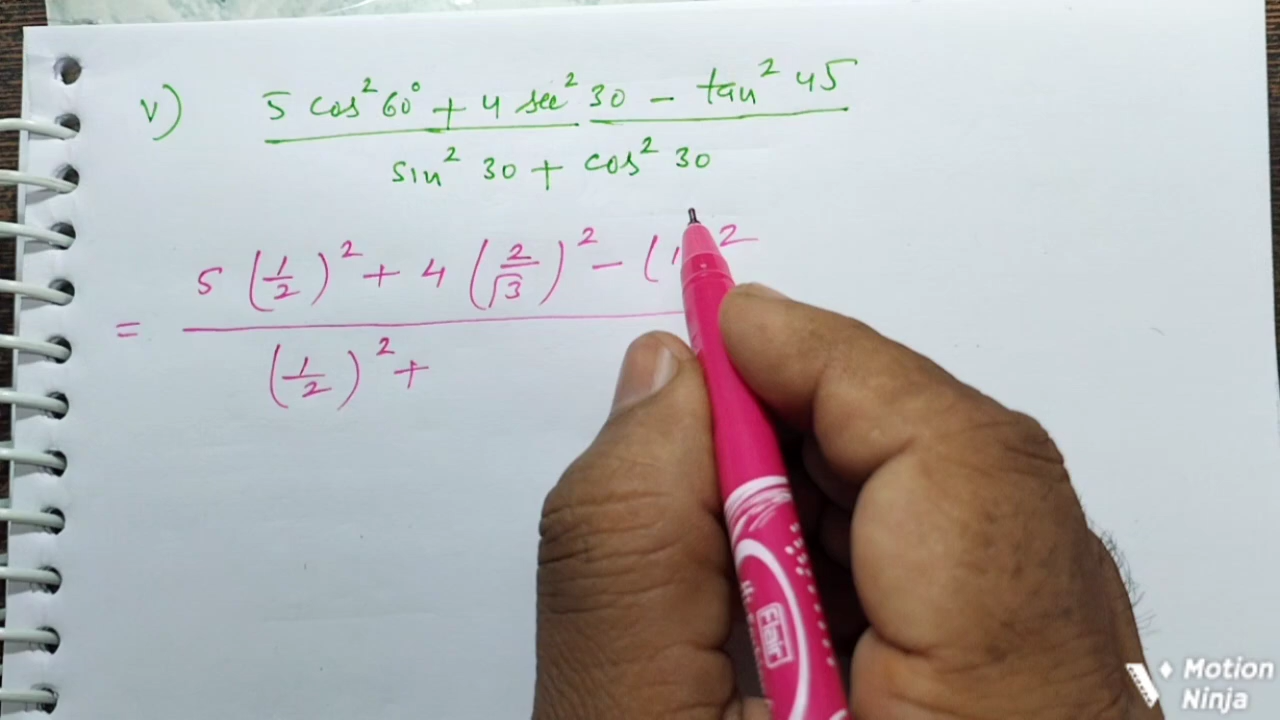 v) 5 cos² 60° + 4 sec² 30 − tan² 45
sin² 30 + cos² 30
= 5 (1/2)² + 4 (2/√3)² − (1 ²
(1/2)² +
Flair
Motion
Ninja